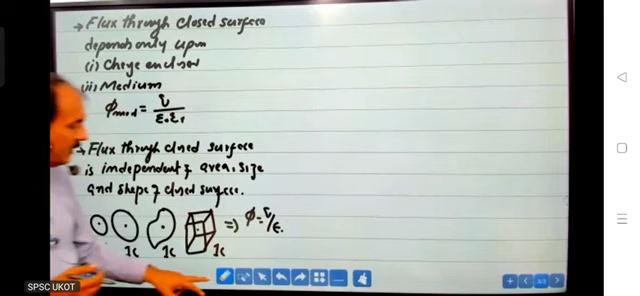 → Flux through closed surface
depends only upon
(i) Charge enclosed
(ii) Medium
ϕmed = q/ε₀εᵣ
→ Flux through closed surface
is independent of area, size
and shape of closed surface.
1C 1C 1C ⇒ ϕ = q/ε₀
SPSC UKOT